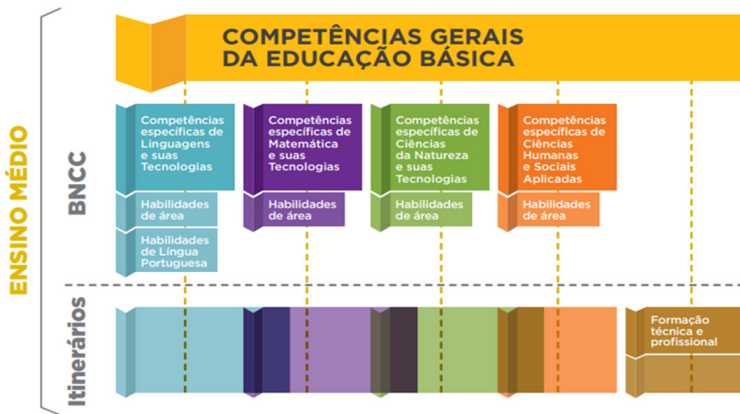 ENSINO MÉDIO
COMPETÊNCIAS GERAIS
DA EDUCAÇÃO BÁSICA
BNCC
Competências
específicas de
Linguagens
e suas
Tecnologias
Habilidades
de área
Habilidades
de Língua
Portuguesa
Competências
específicas de
Matemática
e suas
Tecnologias
Habilidades
de área
Competências
específicas de
Ciências
da Natureza
e suas
Tecnologias
Habilidades
de área
Competências
específicas de
Ciências
Humanas
e Sociais
Aplicadas
Habilidades
de área
Itinerários
Formação
técnica e
profissional